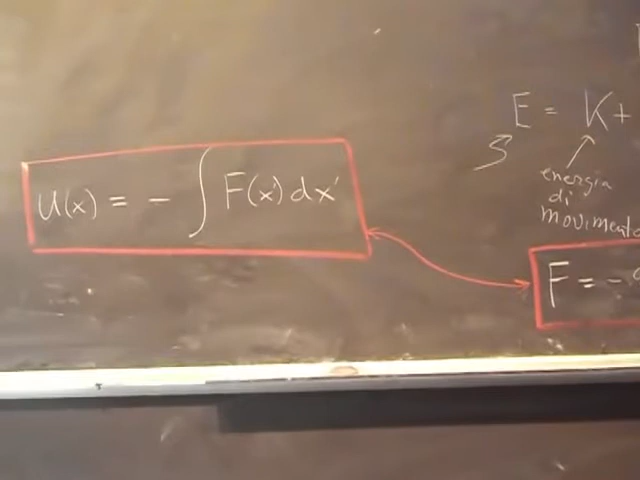 U(x) = - ∫ F(x') dx'
E = K +
energia
di
movimento
F = -